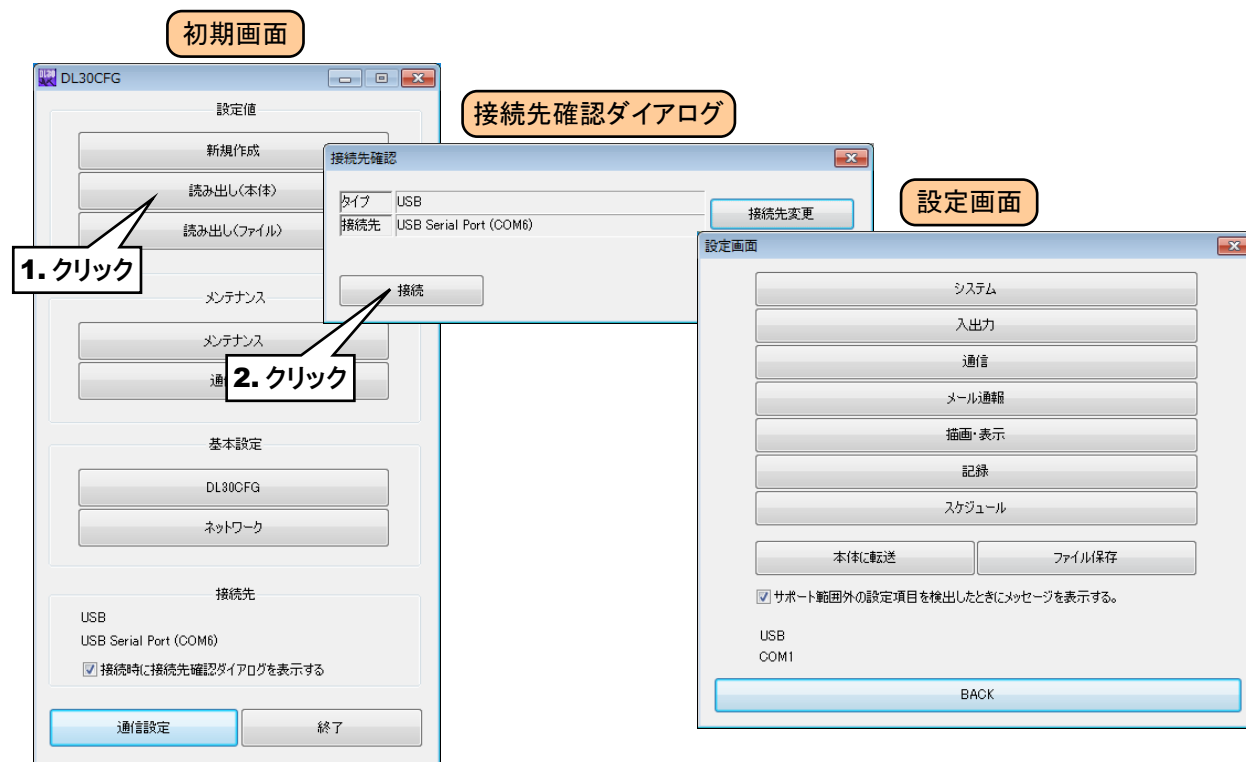 初期画面
DL30CFG
設定値
新規作成
読み出し(本体)
読み出し(ファイル)
1. クリック
メンテナンス
メンテナンス
通
基本設定
DL30CFG
ネットワーク
接続先
USB
USB Serial Port (COM6)
接続時に接続先確認ダイアログを表示する
通信設定
終了
接続先確認ダイアログ
接続先確認
タイプ USB
接続先 USB Serial Port (COM6)
接続先変更
接続
2. クリック
設定画面
設定画面
システム
入出力
通信
メール通報
描画・表示
記録
スケジュール
本体に転送
ファイル保存
サポート範囲外の設定項目を検出したときにメッセージを表示する。
USB
COM1
BACK